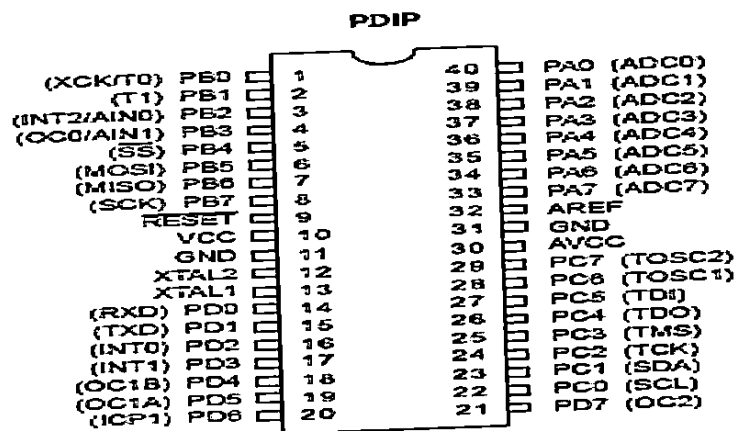 PDIP
(XCK/T0) PB0 1 40 PA0 (ADC0)
(T1) PB1 2 39 PA1 (ADC1)
(INT2/AIN0) PB2 3 38 PA2 (ADC2)
(OC0/AIN1) PB3 4 37 PA3 (ADC3)
(SS) PB4 5 36 PA4 (ADC4)
(MOSI) PB5 6 35 PA5 (ADC5)
(MISO) PB6 7 34 PA6 (ADC6)
(SCK) PB7 8 33 PA7 (ADC7)
RESET 9 32 AREF
VCC 10 31 GND
GND 11 30 AVCC
XTAL2 12 29 PC7 (TOSC2)
XTAL1 13 28 PC6 (TOSC1)
(RXD) PD0 14 27 PC5 (TDI)
(TXD) PD1 15 26 PC4 (TDO)
(INT0) PD2 16 25 PC3 (TMS)
(INT1) PD3 17 24 PC2 (TCK)
(OC1B) PD4 18 23 PC1 (SDA)
(OC1A) PD5 19 22 PC0 (SCL)
(ICP1) PD6 20 21 PD7 (OC2)